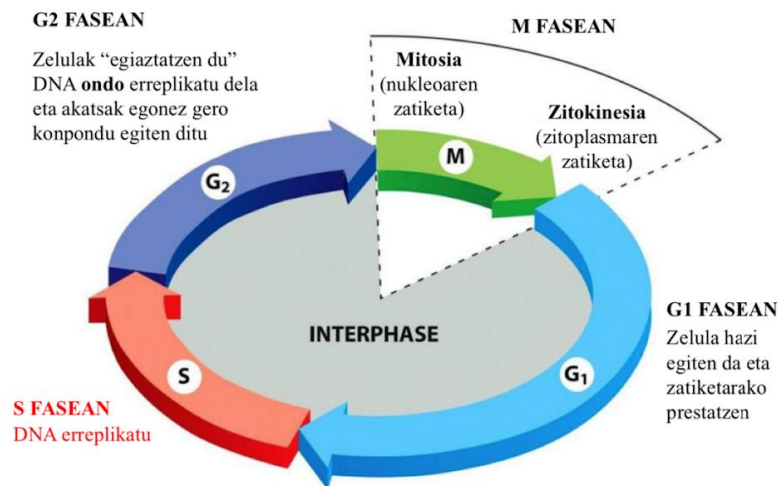 G2 FASEAN
Zelulak “egiaztatzen du”
DNA ondo erreplikatu dela
eta akatsak egonez gero
konpondu egiten ditu
M FASEAN
Mitosia
(nukleoaren
zatiketa)
Zitokinesia
(zitoplasmaren
zatiketa)
M
G2
G1 FASEAN
Zelula hazi
egiten da eta
zatiketarako
prestatzen
INTERPHASE
G1
S
S FASEAN
DNA erreplikatu